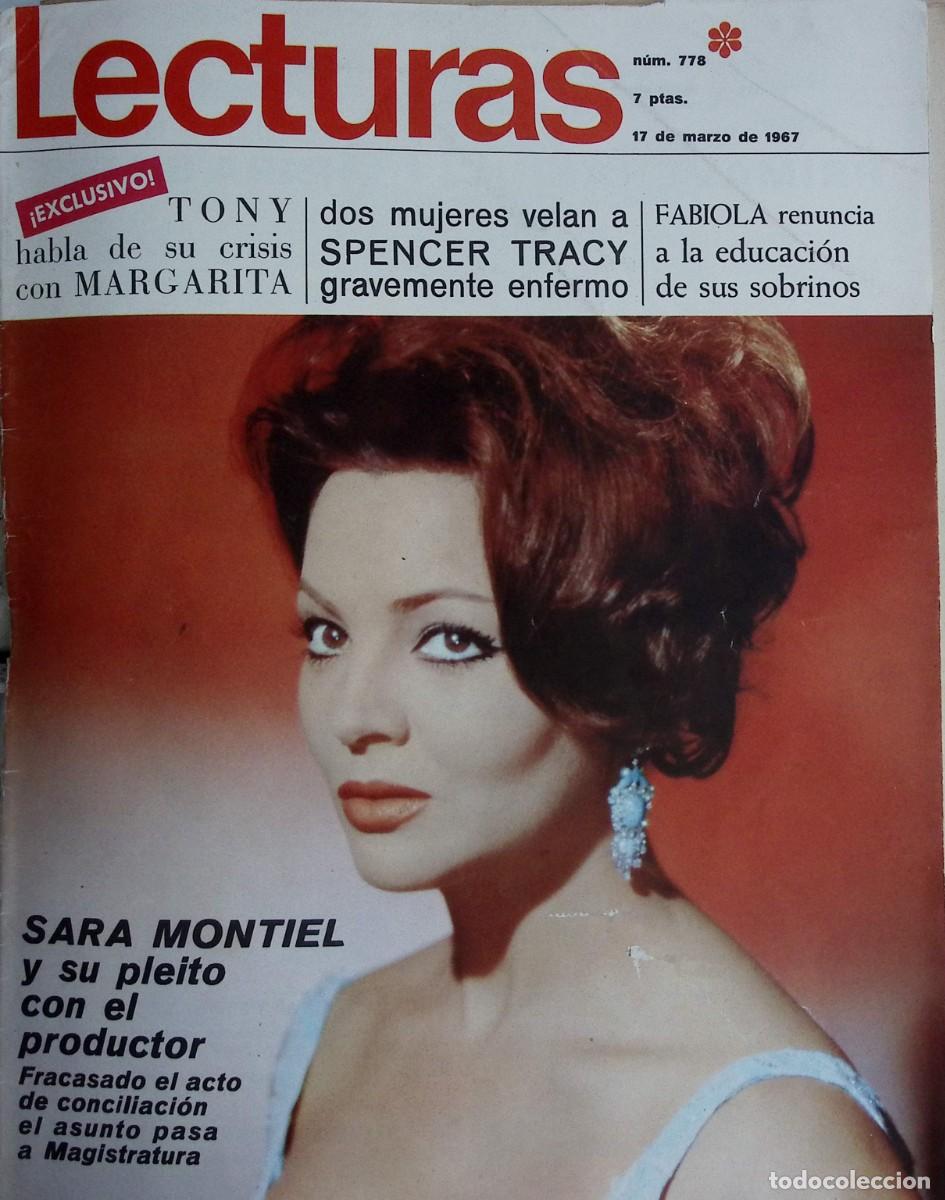 Lecturas
núm. 778
7 ptas.
17 de marzo de 1967
¡EXCLUSIVO!
TONY
habla de su crisis
con MARGARITA
dos mujeres velan a
SPENCER TRACY
gravemente enfermo
FABIOLA renuncia
a la educación
de sus sobrinos
SARA MONTIEL
y su pleito
con el
productor
Fracasado el acto
de conciliación
el asunto pasa
a Magistratura
todocoleccion